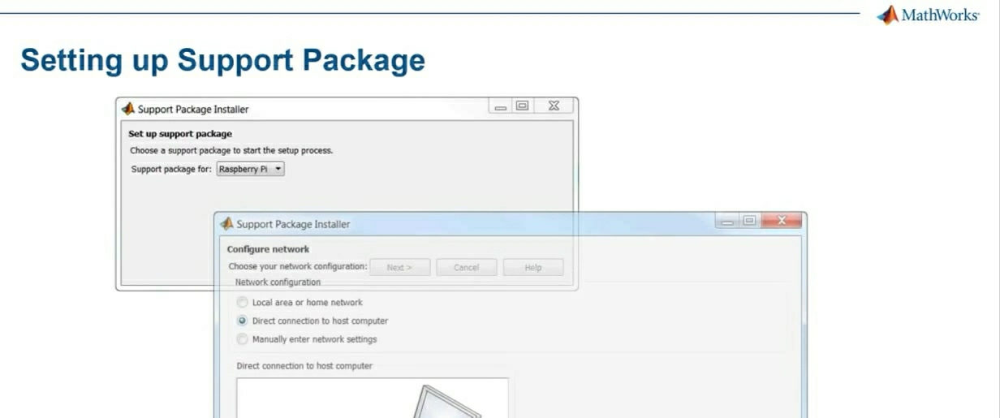 MathWorks
Setting up Support Package
Support Package Installer
Set up support package
Choose a support package to start the setup process.
Support package for: Raspberry Pi
Support Package Installer
Configure network
Choose your network configuration:
Next > Cancel Help
Network configuration
Local area or home network
Direct connection to host computer
Manually enter network settings
Direct connection to host computer